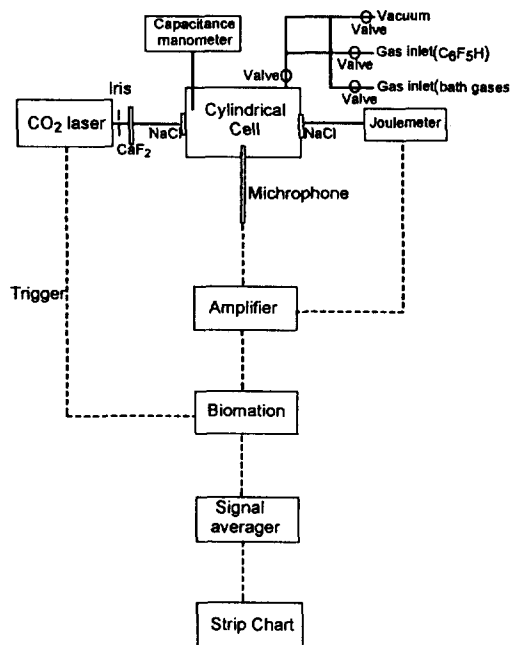 Capacitance
manometer
Vacuum
Valve
Gas inlet(C6F5H)
Valve
Valve
Gas inlet(bath gases
Valve
Iris
CO2 laser
CaF2
NaCl
Cylindrical
Cell
NaCl
Joulemeter
Michrophone
Trigger
Amplifier
Biomation
Signal
averager
Strip Chart